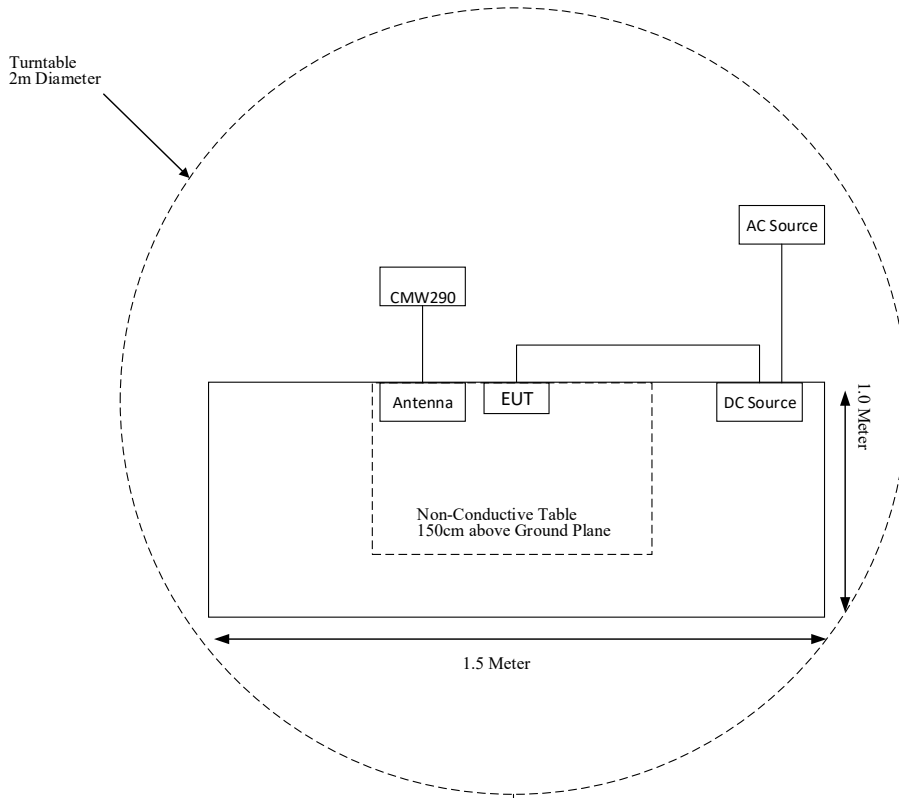 Turntable
2m Diameter
AC Source
CMW290
Antenna
EUT
DC Source
1.0 Meter
Non-Conductive Table
150cm above Ground Plane
1.5 Meter